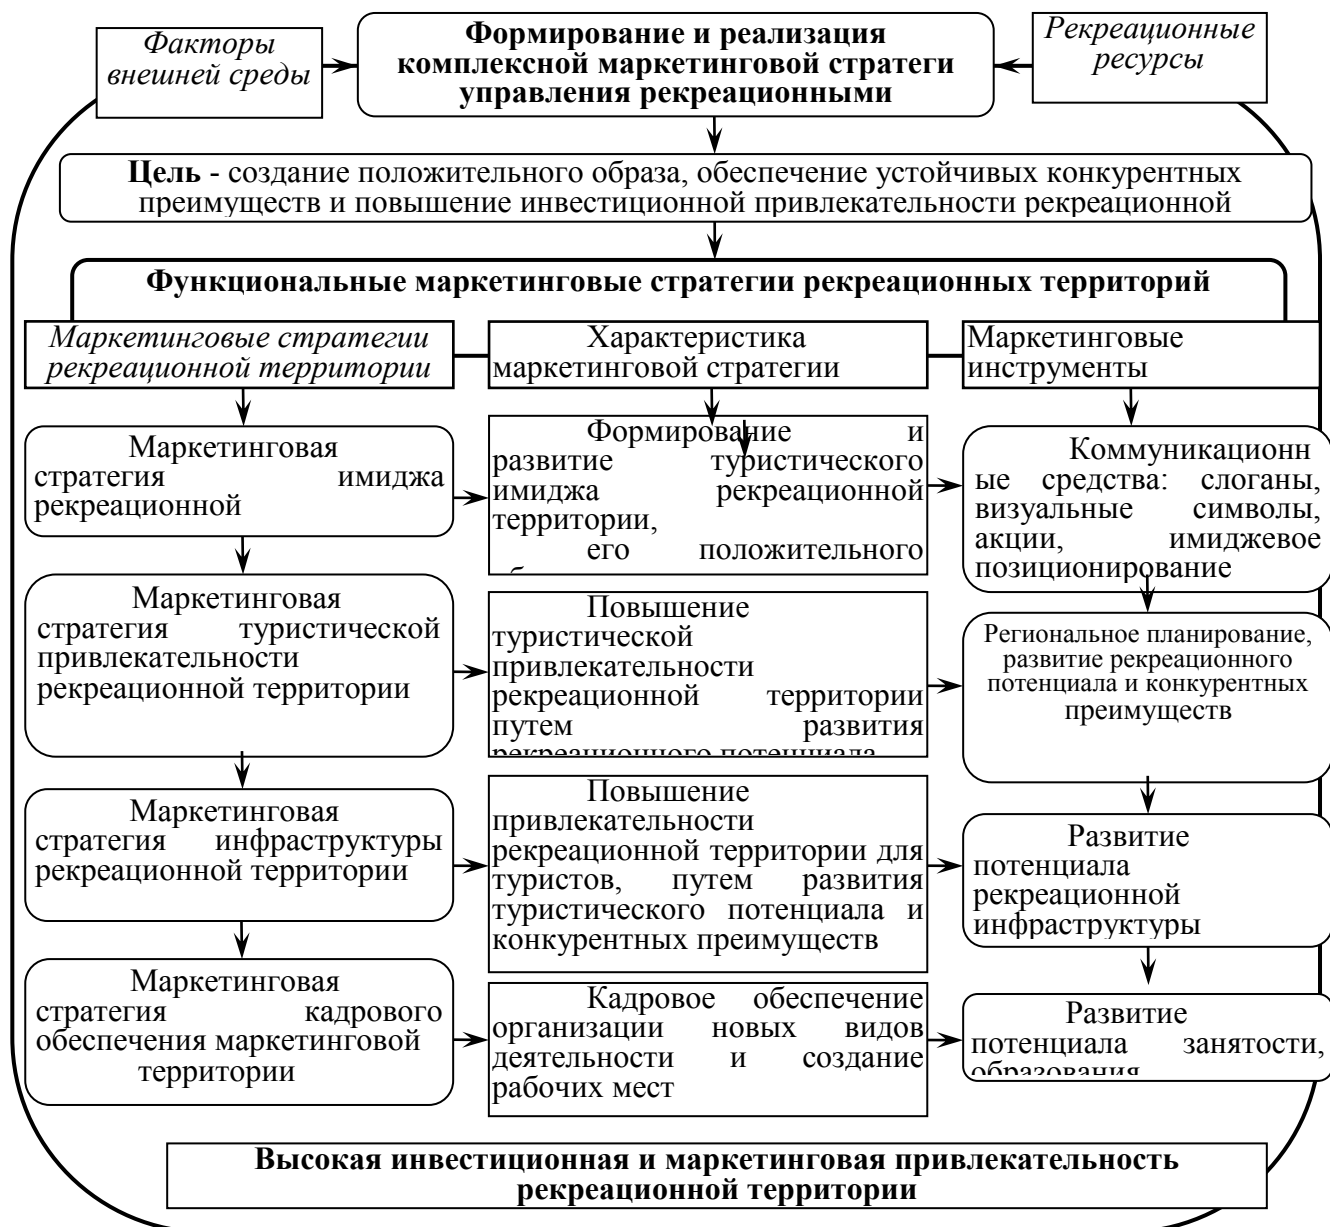 Факторы
внешней среды
Формирование и реализация
комплексной маркетинговой стратеги
управления рекреационными
Рекреационные
ресурсы
Цель - создание положительного образа, обеспечение устойчивых конкурентных
преимуществ и повышение инвестиционной привлекательности рекреационной
Функциональные маркетинговые стратегии рекреационных территорий
Маркетинговые стратегии
рекреационной территории
Характеристика
маркетинговой стратегии
Маркетинговые
инструменты
Маркетинговая
стратегия имиджа
рекреационной
Формирование и
развитие туристического
имиджа рекреационной
территории,
его положительного
Коммуникационн
ые средства: слоганы,
визуальные символы,
акции, имиджевое
позиционирование
Маркетинговая
стратегия туристической
привлекательности
рекреационной территории
Повышение
туристической
привлекательности
рекреационной территории
путем развития
рекреационного потенциала
Региональное планирование,
развитие рекреационного
потенциала и конкурентных
преимуществ
Маркетинговая
стратегия инфраструктуры
рекреационной территории
Повышение
привлекательности
рекреационной территории для
туристов, путем развития
туристического потенциала и
конкурентных преимуществ
Развитие
потенциала
рекреационной
инфраструктуры
Маркетинговая
стратегия кадрового
обеспечения маркетинговой
территории
Кадровое обеспечение
организации новых видов
деятельности и создание
рабочих мест
Развитие
потенциала занятости,
образования
Высокая инвестиционная и маркетинговая привлекательность
рекреационной территории